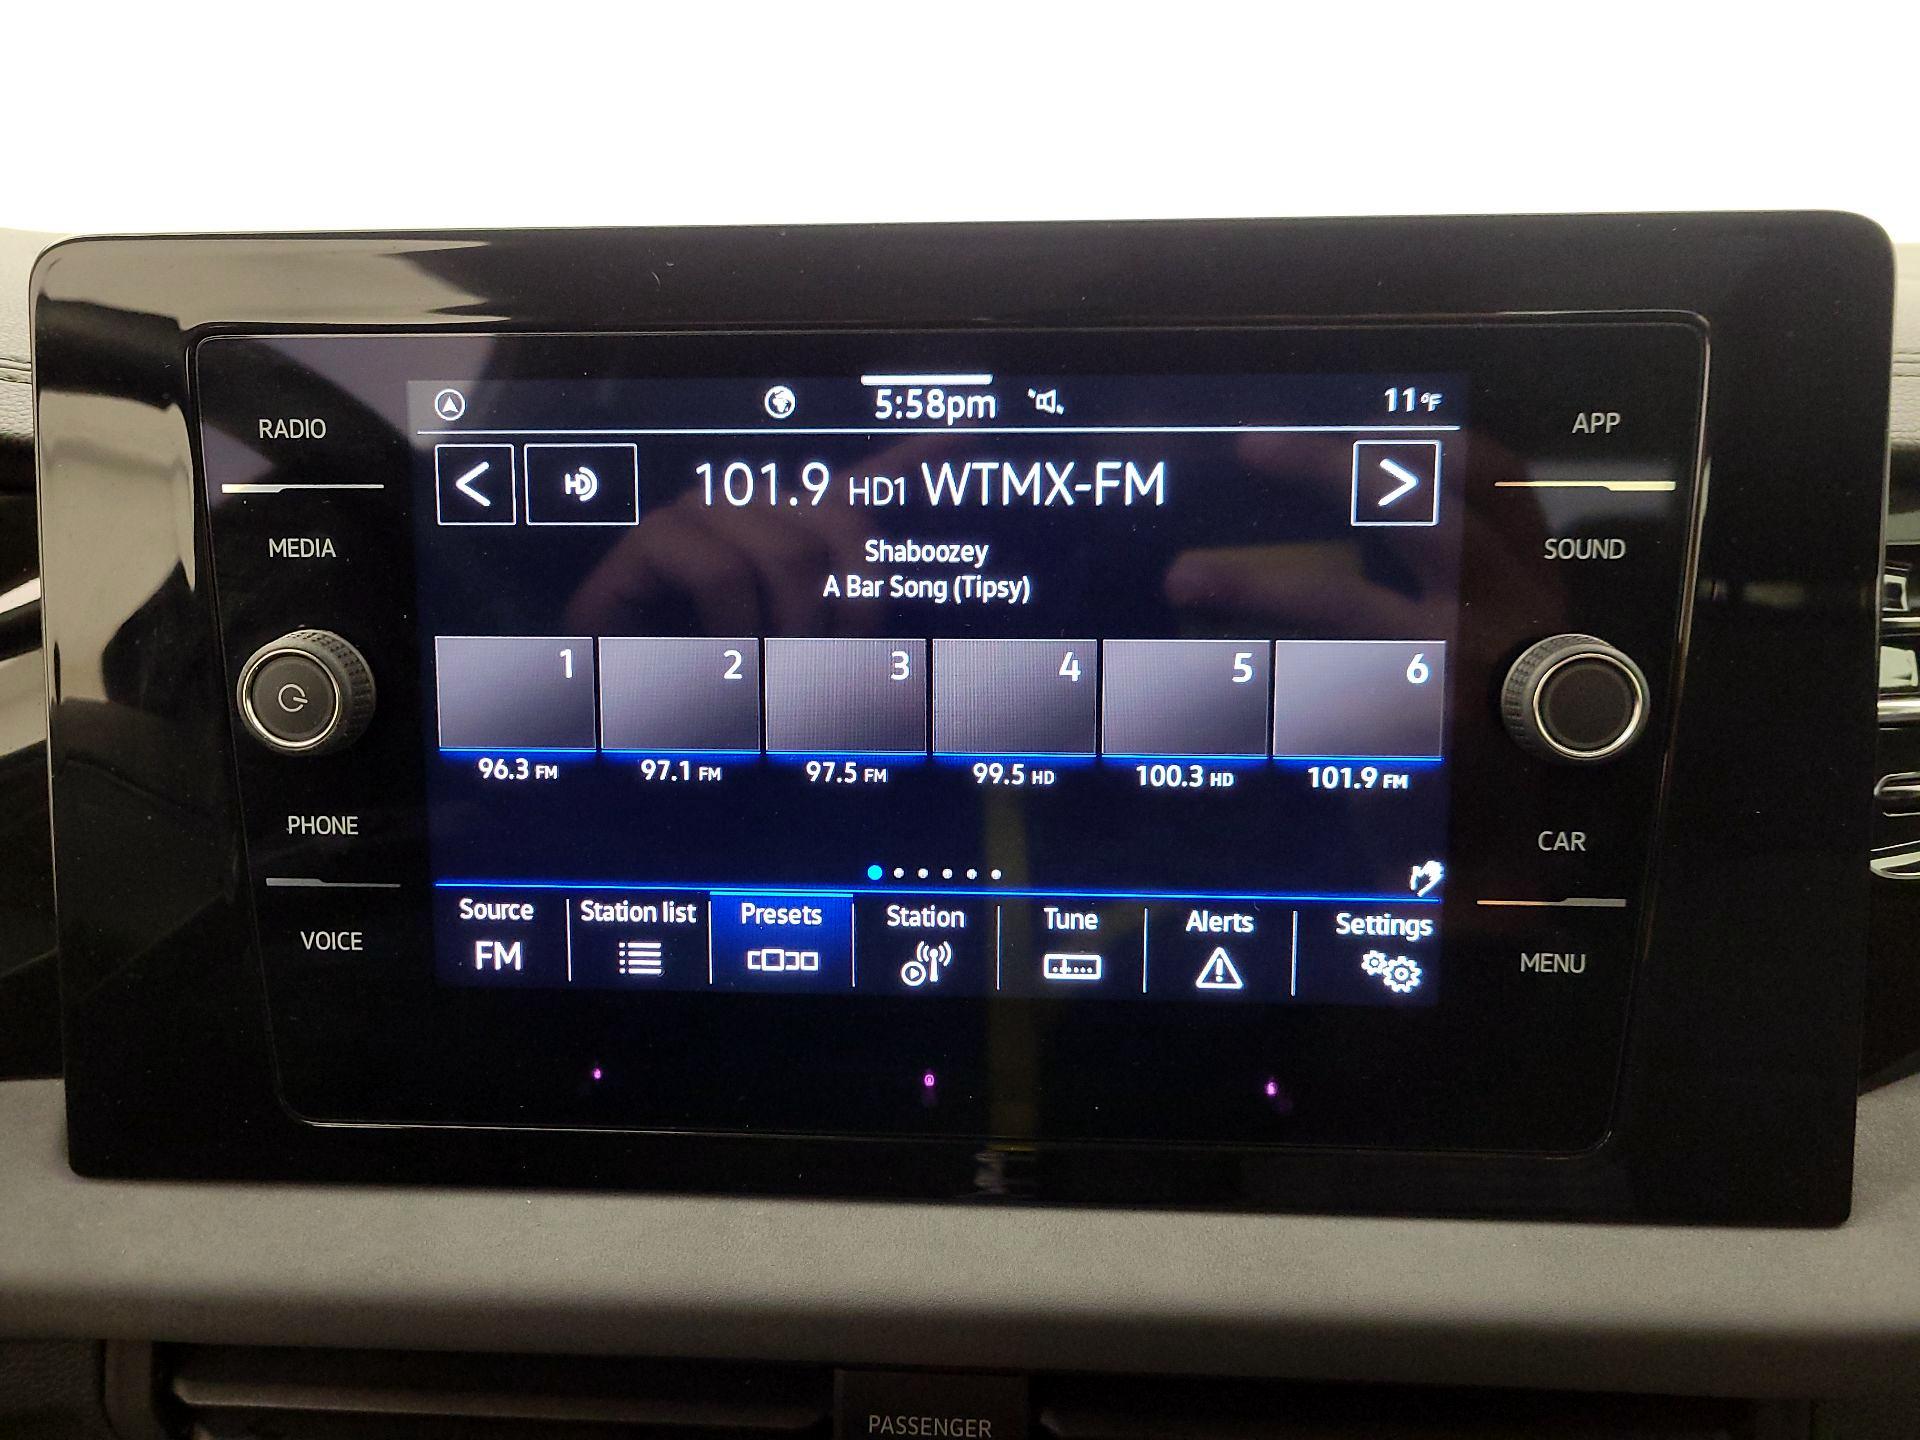 5:58pm
11°F
RADIO
APP
HD
101.9 HD1 WTMX-FM
MEDIA
Shaboozey
SOUND
A Bar Song (Tipsy)
1 2 3 4 5 6
96.3 FM 97.1 FM 97.5 FM 99.5 HD 100.3 HD 101.9 FM
PHONE
CAR
Source Station list Presets Station Tune Alerts Settings
FM
VOICE
MENU
PASSENGER